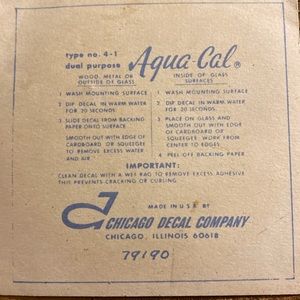 type no. 4-1
dual purpose
Aqua-Cal®
WOOD, METAL OR
OUTSIDE OF GLASS
1 WASH MOUNTING SURFACE
2 DIP DECAL IN WARM WATER
FOR 20 SECONDS
3 SLIDE DECAL FROM BACKING
PAPER ONTO SURFACE
SMOOTH OUT WITH EDGE OF
CARDBOARD OR SQUEEGEE
TO REMOVE EXCESS WATER
AND AIR
INSIDE OF GLASS
SURFACES
1 WASH MOUNTING SURFACE
2 DIP DECAL IN WARM WATER
FOR 20 SECONDS
3 PLACE ON GLASS AND
SMOOTH OUT WITH EDGE
OF CARDBOARD OR
SQUEEGEE. WORK FROM
CENTER TO EDGES
4 PEEL OFF BACKING PAPER
IMPORTANT:
CLEAN DECAL WITH A WET RAG TO REMOVE EXCESS ADHESIVE
THIS PREVENTS CRACKING OR CURLING.
MADE IN U.S.A. BY
CHICAGO DECAL COMPANY
CHICAGO, ILLINOIS 60618
79190